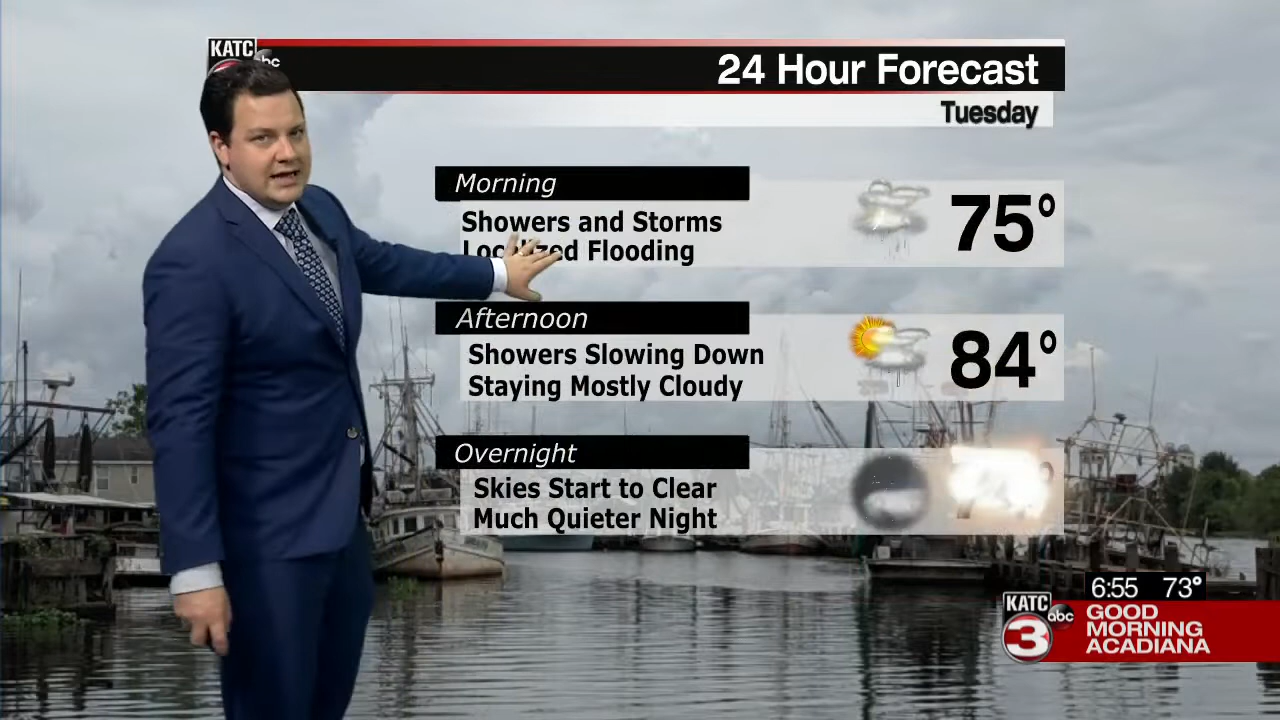 KATC
abc
24 Hour Forecast
Tuesday
Morning
Showers and Storms
Localized Flooding
75°
Afternoon
Showers Slowing Down
Staying Mostly Cloudy
84°
Overnight
Skies Start to Clear
Much Quieter Night
6:55 73°
KATC
3
abc
GOOD
MORNING
ACADIANA